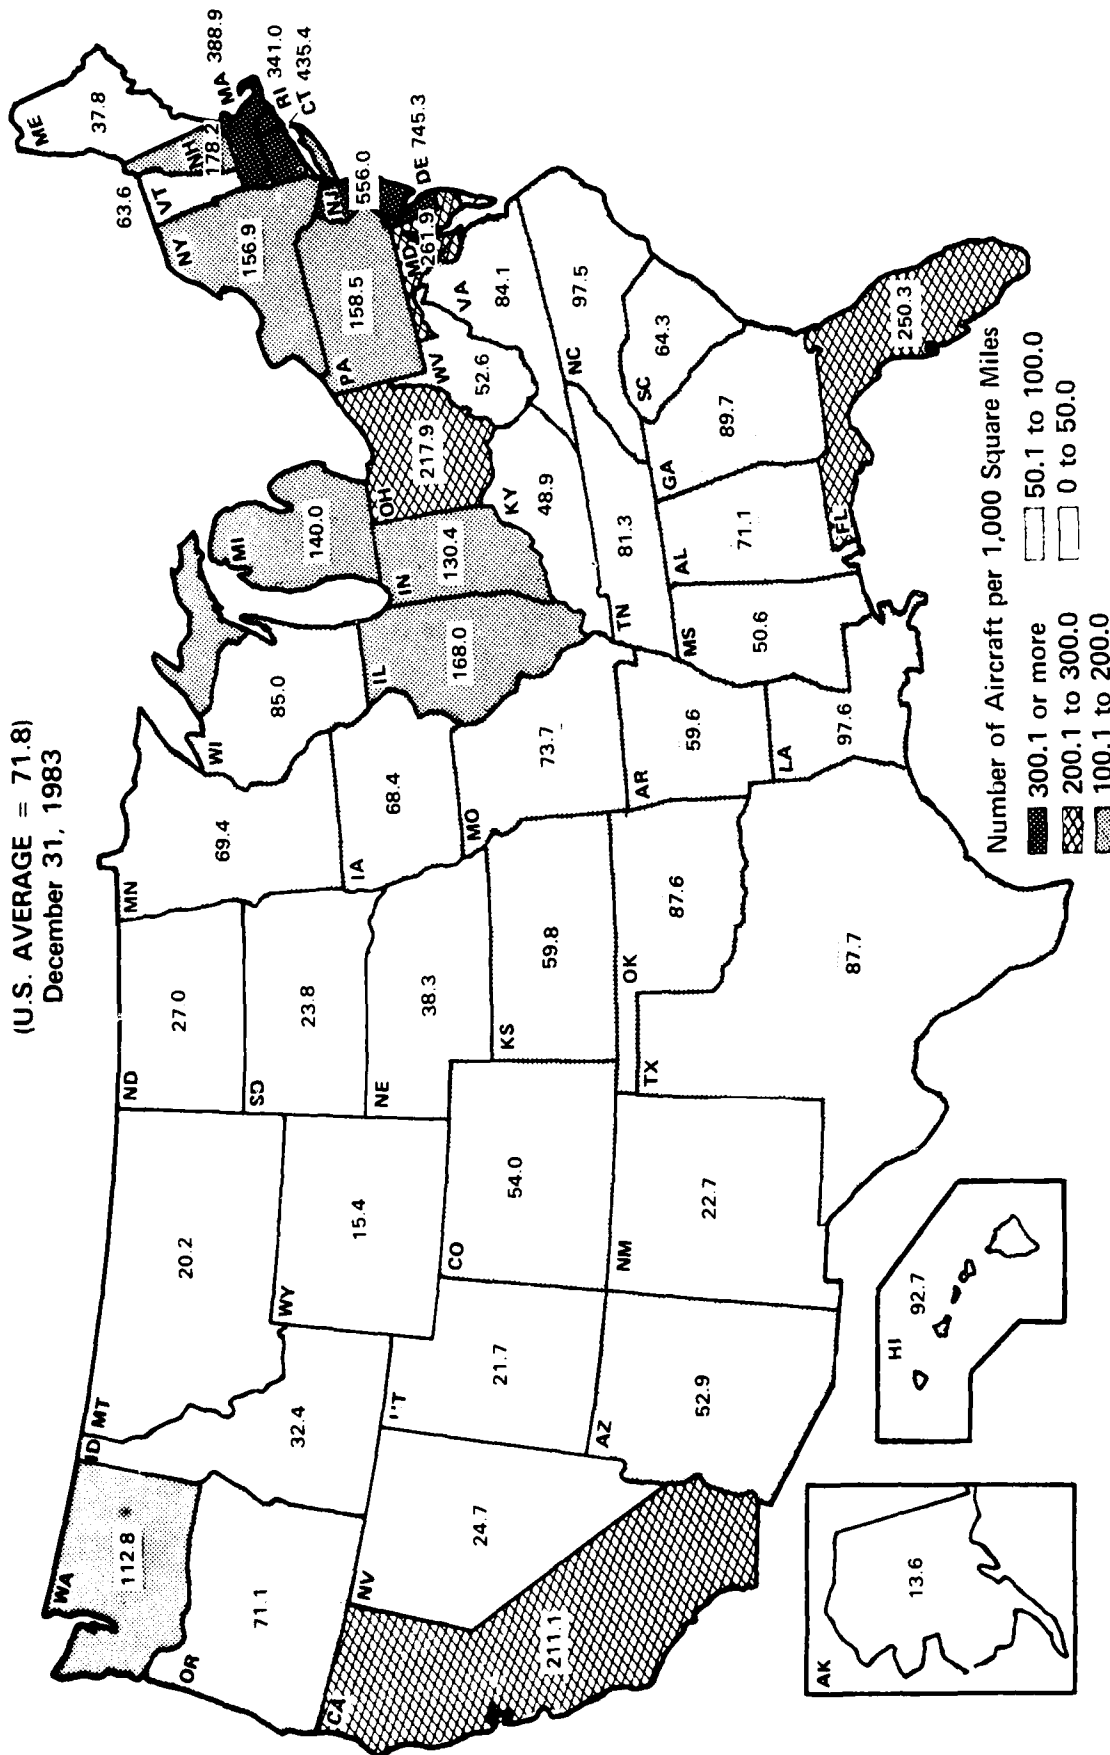 (U.S. AVERAGE = 71.8)
December 31, 1983
WA
112.8 *
OR
71.1
CA
211.1
NV
24.7
ID
32.4
MT
20.2
WY
15.4
UT
21.7
AZ
52.9
CO
54.0
NM
22.7
ND
27.0
SD
23.8
NE
38.3
KS
59.8
OK
87.6
TX
87.7
MN
69.4
IA
68.4
MO
73.7
AR
59.6
LA
97.6
WI
85.0
IL
168.0
MI
140.0
IN
130.4
OH
217.9
KY
48.9
TN
81.3
MS
50.6
AL
71.1
GA
89.7
FL
250.3
SC
64.3
NC
97.5
VA
84.1
WV
52.6
MD
261.9
DE 745.3
PA
158.5
NJ
556.0
NY
156.9
CT 435.4
RI 341.0
MA 388.9
VT
63.6
NH
178.2
ME
37.8
AK
13.6
HI
92.7
Number of Aircraft per 1,000 Square Miles
300.1 or more
200.1 to 300.0
100.1 to 200.0
50.1 to 100.0
0 to 50.0